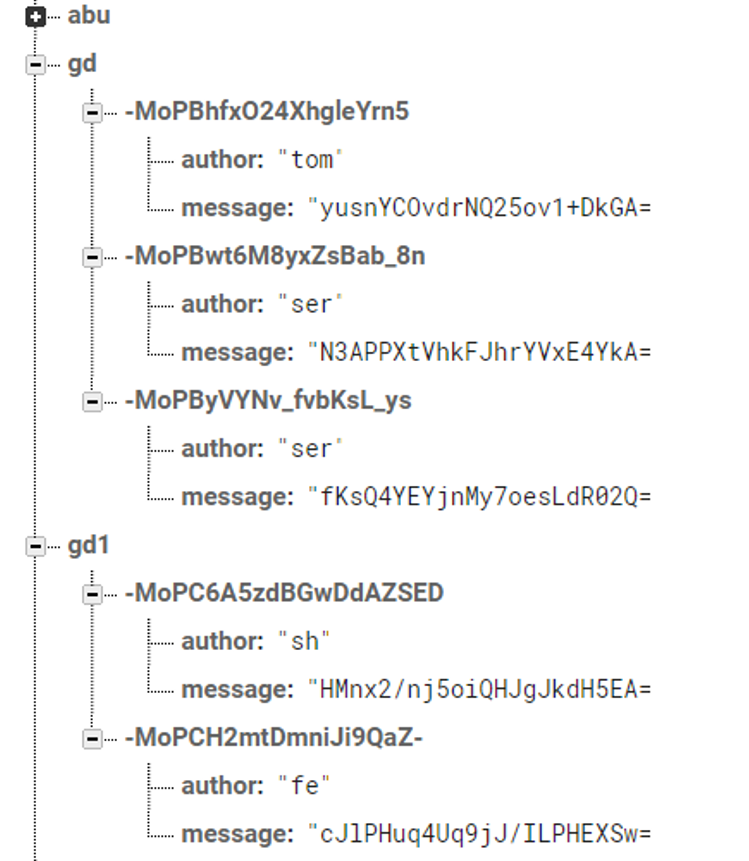 abu
gd
-MoPBhfxO24XhgleYrn5
author: "tom"
message: "yusnYCOvdrNQ25ov1+DkGA=
-MoPBwt6M8yxZsBab_8n
author: "ser"
message: "N3APPXtVhkFJhrYVxE4YkA=
-MoPByVYNv_fvbKsL_ys
author: "ser"
message: "fKsQ4YEYjnMy7oesLdR02Q=
gd1
-MoPC6A5zdBGwDdAZSED
author: "sh"
message: "HMnx2/nj5oiQHJgJkdH5EA=
-MoPCH2mtDmniJi9QaZ-
author: "fe"
message: "cJlPHuq4Uq9jJ/ILPHEXSw=